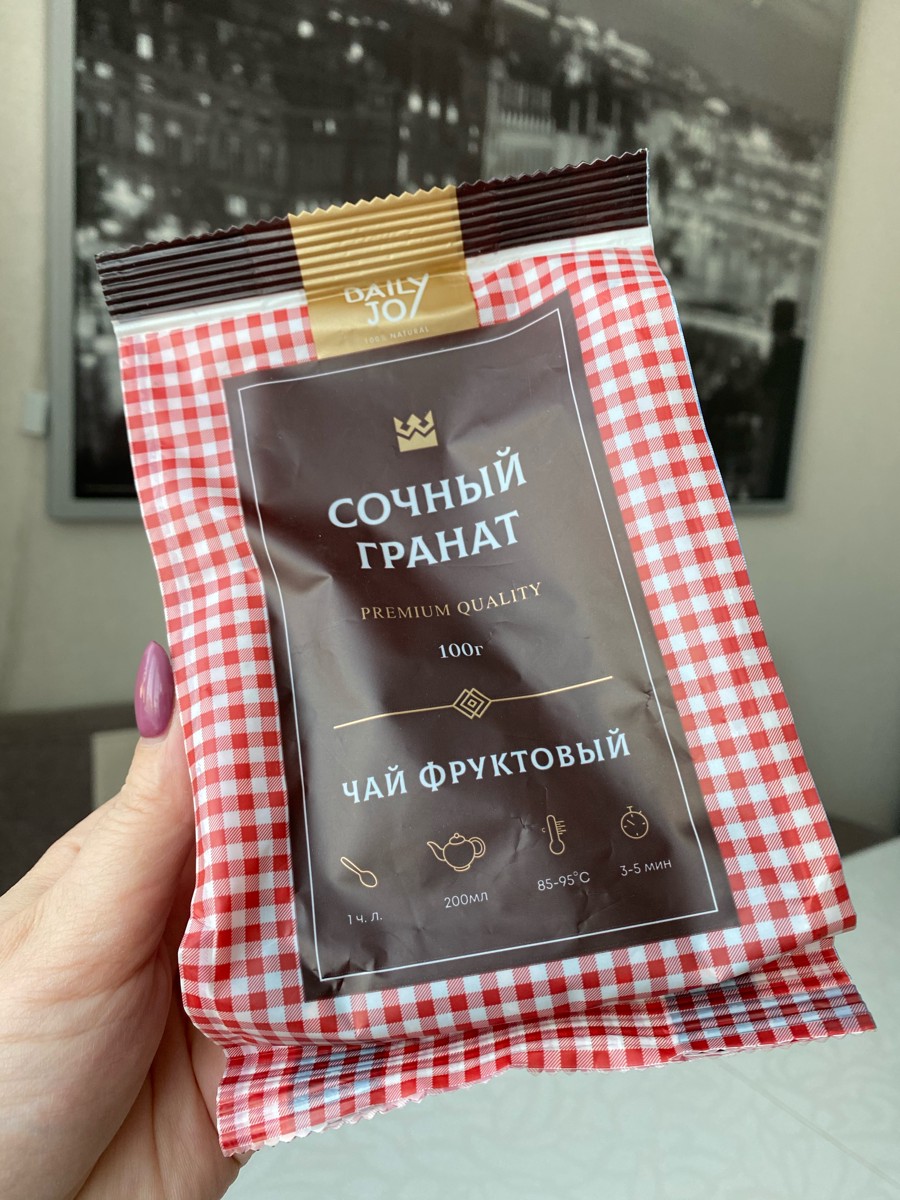 DAILY
JOY
100% NATURAL
СОЧНЫЙ
ГРАНАТ
PREMIUM QUALITY
100г
ЧАЙ ФРУКТОВЫЙ
1 ч. л.
200мл
°C
85-95°C
3-5 мин